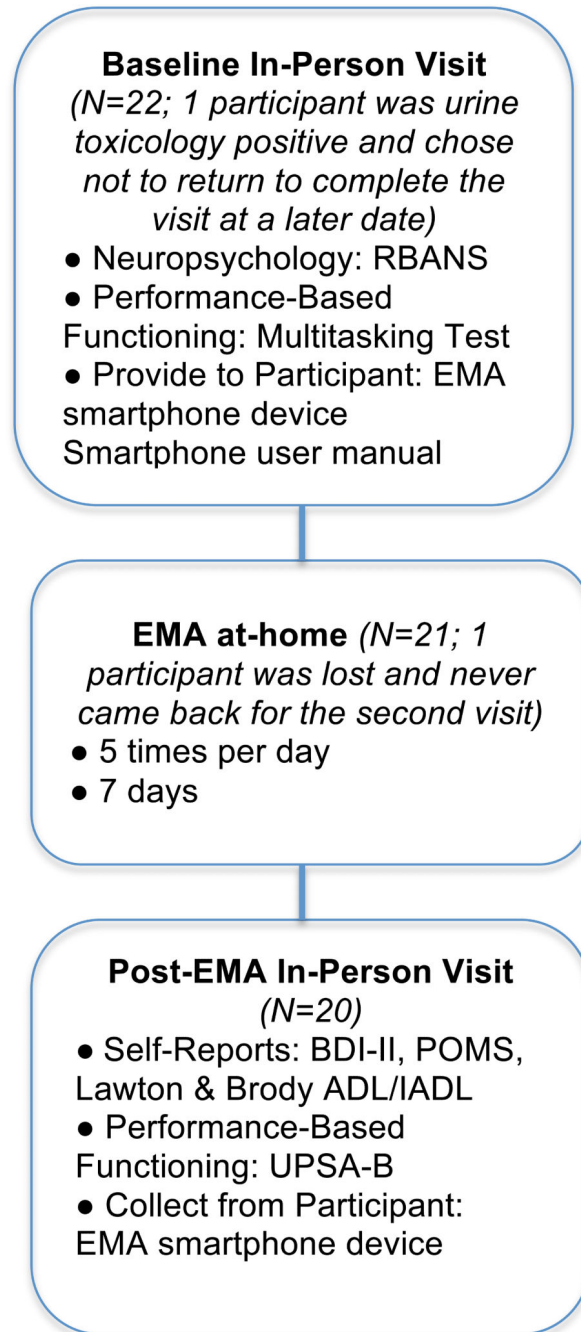 Baseline In-Person Visit
(N=22; 1 participant was urine
toxicology positive and chose
not to return to complete the
visit at a later date)
● Neuropsychology: RBANS
● Performance-Based
Functioning: Multitasking Test
● Provide to Participant: EMA
smartphone device
Smartphone user manual
EMA at-home (N=21; 1
participant was lost and never
came back for the second visit)
● 5 times per day
● 7 days
Post-EMA In-Person Visit
(N=20)
● Self-Reports: BDI-II, POMS,
Lawton & Brody ADL/IADL
● Performance-Based
Functioning: UPSA-B
● Collect from Participant:
EMA smartphone device